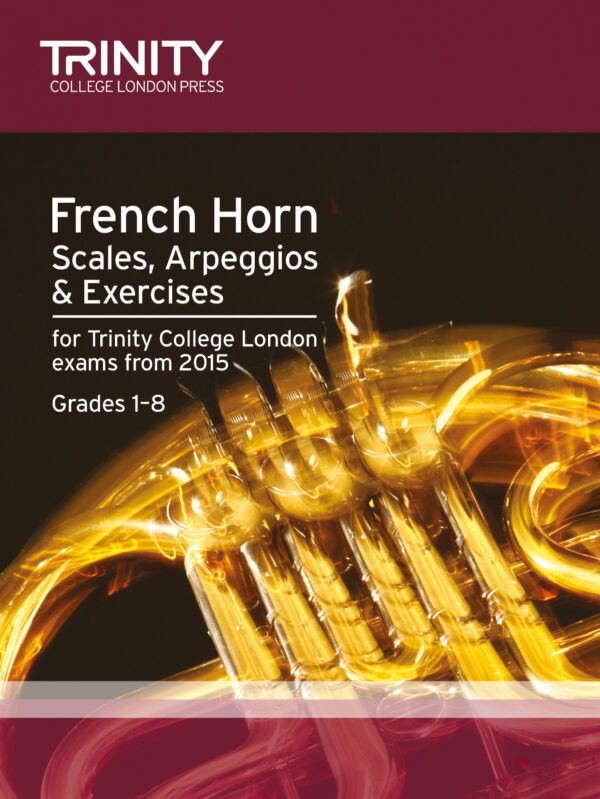 TRINITY
COLLEGE LONDON PRESS
French Horn
Scales, Arpeggios
& Exercises
for Trinity College London
exams from 2015
Grades 1–8